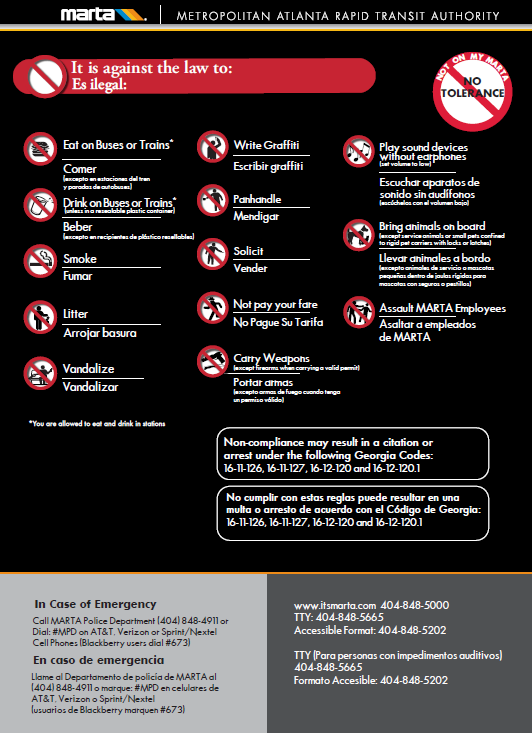 marta METROPOLITAN ATLANTA RAPID TRANSIT AUTHORITY
It is against the law to:
Es ilegal:
NOT ON MY MARTA
NO
TOLERANCE
Eat on Buses or Trains*
Comer
(excepto en estaciones del tren
y paradas de autobuses)
Drink on Buses or Trains*
(unless in a resealable plastic container)
Beber
(excepto en recipientes de plástico resellables)
Smoke
Fumar
Litter
Arrojar basura
Vandalize
Vandalizar
*You are allowed to eat and drink in stations
Write Graffiti
Escribir graffiti
Panhandle
Mendigar
Solicit
Vender
Not pay your fare
No Pague Su Tarifa
Carry Weapons
(except firearms when carrying a valid permit)
Portar armas
(excepto armas de fuego cuando tenga
un permiso válido)
Play sound devices
without earphones
(set volume to low)
Escuchar aparatos de
sonido sin audífonos
(escúchelos con el volumen bajo)
Bring animals on board
(except service animals or small pets confined
to rigid pet carriers with locks or latches)
Llevar animales a bordo
(excepto animales de servicio o mascotas
pequeñas dentro de jaulas rígidas para
mascotas con seguros o pestillos)
Assault MARTA Employees
Asaltar a empleados
de MARTA
Non-compliance may result in a citation or
arrest under the following Georgia Codes:
16-11-126, 16-11-127, 16-12-120 and 16-12-120.1
No cumplir con estas reglas puede resultar en una
multa o arresto de acuerdo con el Código de Georgia:
16-11-126, 16-11-127, 16-12-120 and 16-12-120.1
In Case of Emergency
Call MARTA Police Department (404) 848-4911 or
Dial: #MPD on AT&T, Verizon or Sprint/Nextel
Cell Phones (Blackberry users dial #673)
En caso de emergencia
Llame al Departamento de policía de MARTA al
(404) 848-4911 o marque: #MPD en celulares de
AT&T, Verizon o Sprint/Nextel
(usuarios de Blackberry marquen #673)
www.itsmarta.com 404-848-5000
TTY: 404-848-5665
Accessible Format: 404-848-5202
TTY (Para personas con impedimentos auditivos)
404-848-5665
Formato Accesible: 404-848-5202